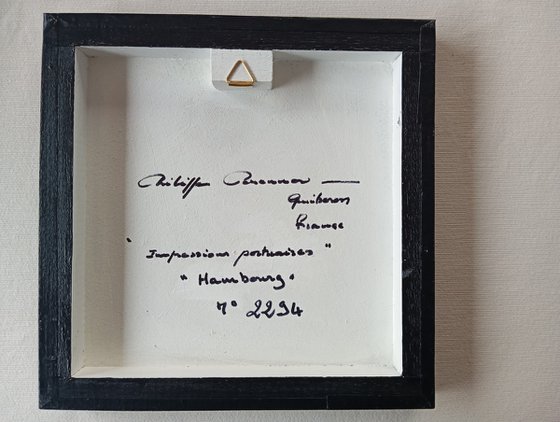 Philippe
Quiberon
France
"Impressions portuaires"
"Hambourg"
N° 2294